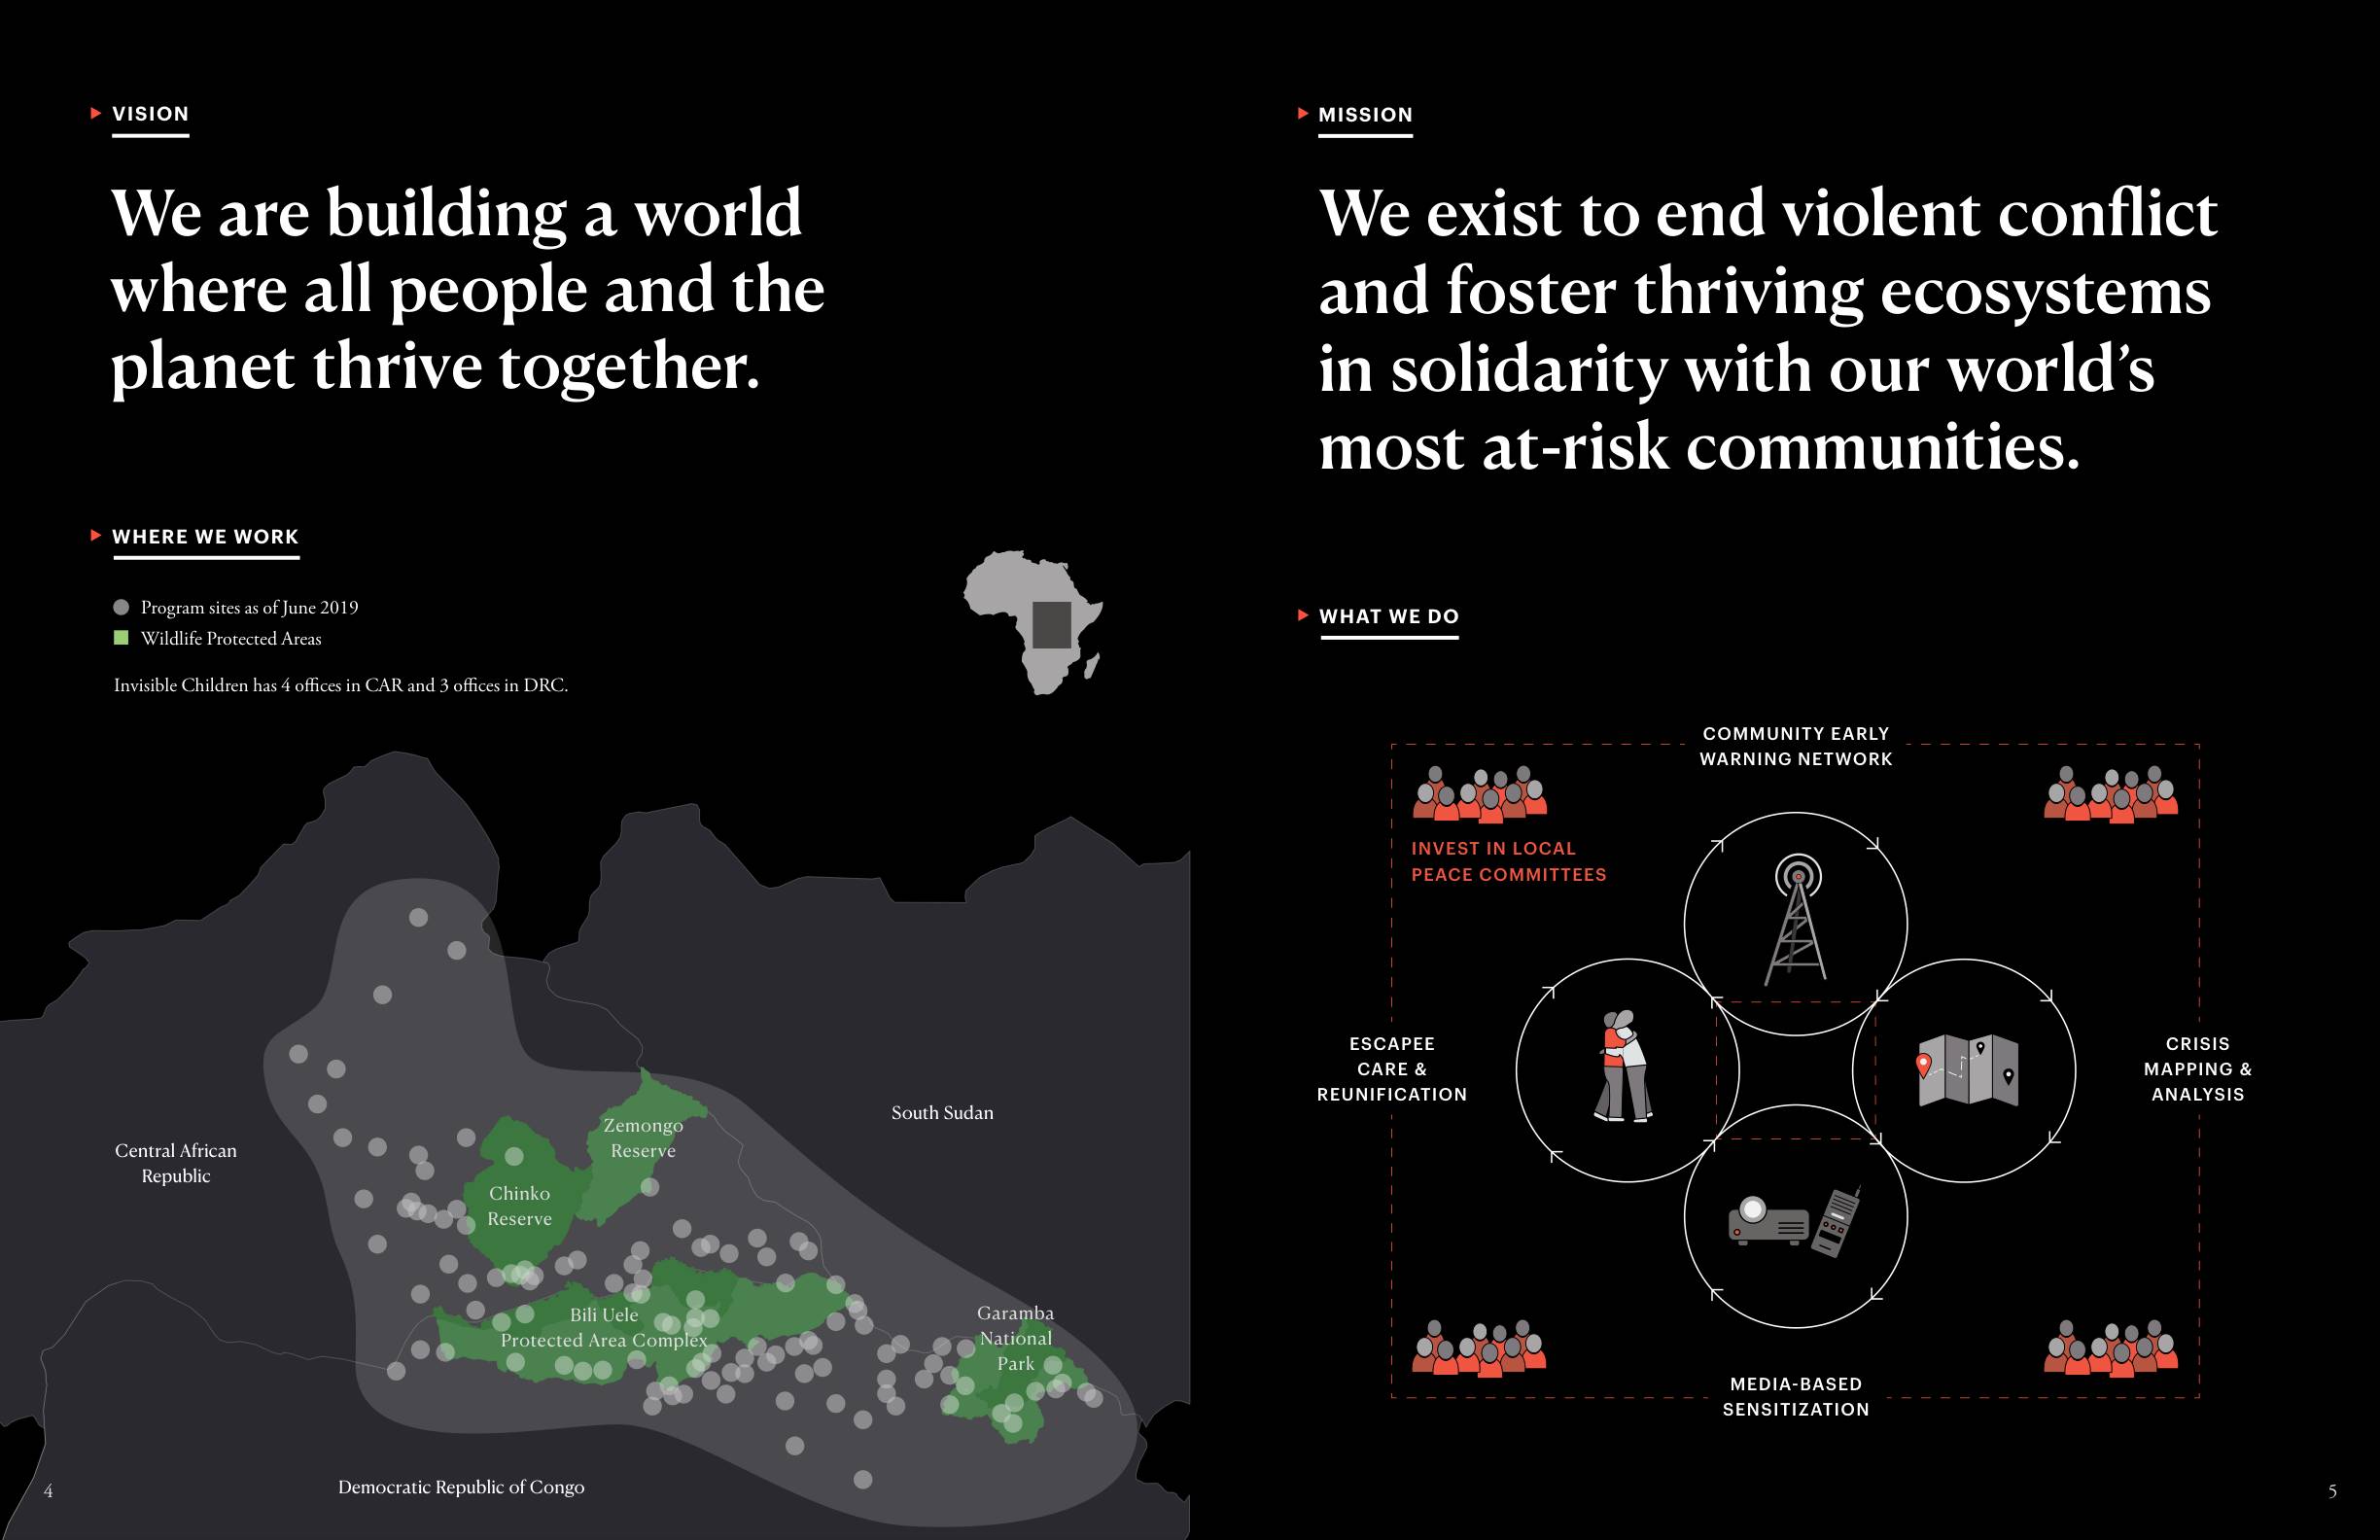 VISION
We are building a world
where all people and the
planet thrive together.
WHERE WE WORK
Program sites as of June 2019
Wildlife Protected Areas
Invisible Children has 4 offices in CAR and 3 offices in DRC.
Central African
Republic
South Sudan
Zemongo
Reserve
Chinko
Reserve
Bili Uele
Protected Area Complex
Garamba
National
Park
Democratic Republic of Congo
4
MISSION
We exist to end violent conflict
and foster thriving ecosystems
in solidarity with our world’s
most at-risk communities.
WHAT WE DO
COMMUNITY EARLY
WARNING NETWORK
INVEST IN LOCAL
PEACE COMMITTEES
ESCAPEE
CARE &
REUNIFICATION
CRISIS
MAPPING &
ANALYSIS
MEDIA-BASED
SENSITIZATION
5